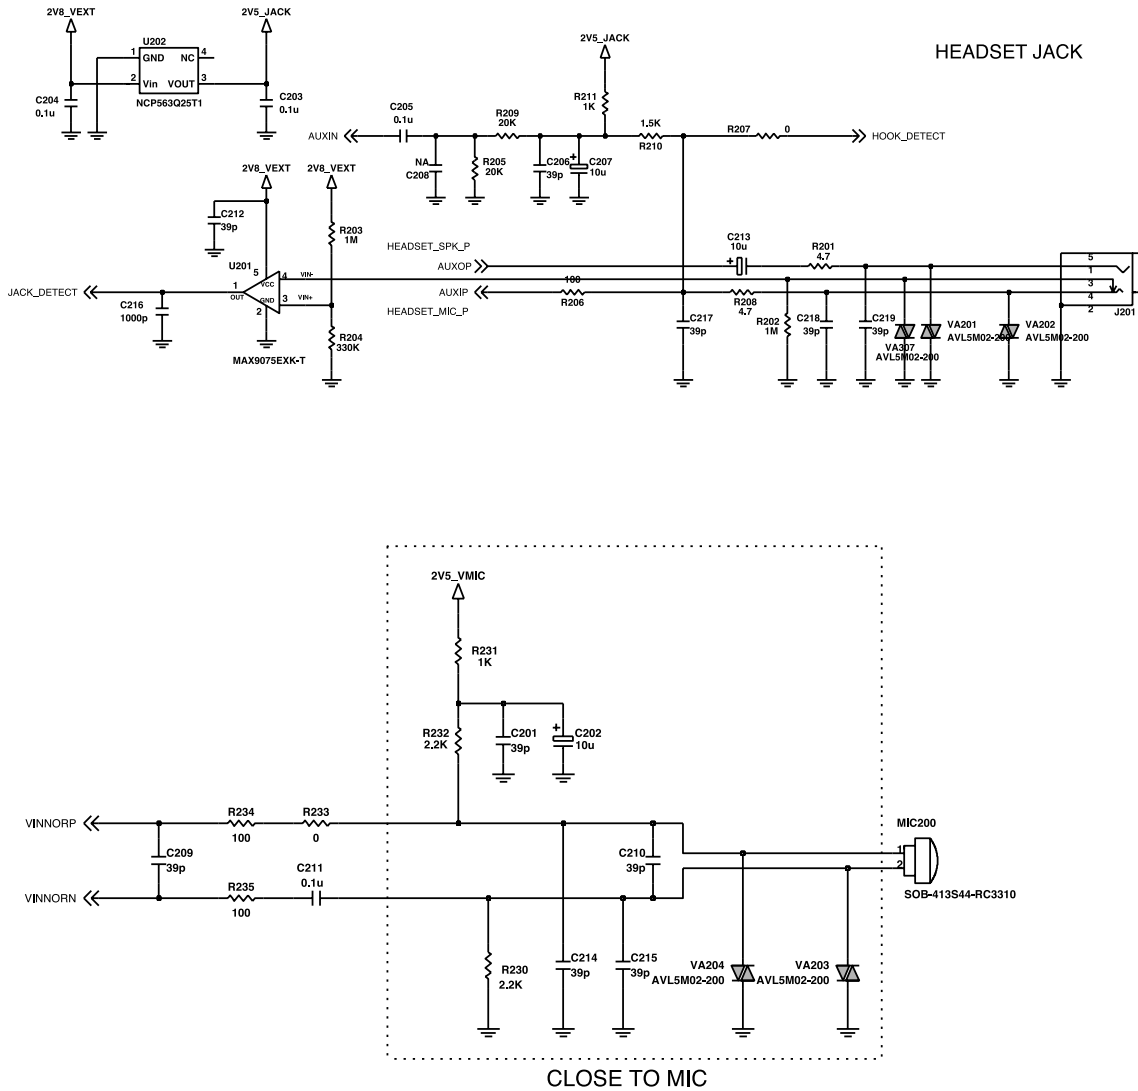 2V8_VEXT
2V5_JACK
U202
1 GND NC 4
2 Vin VOUT 3
NCP563Q25T1
C204
0.1u
C203
0.1u
HEADSET JACK
2V5_JACK
R211
1K
C205
0.1u
R209
20K
1.5K
R210
R207 0
AUXIN
HOOK_DETECT
NA
C208
R205
20K
C206
39p
+
C207
10u
2V8_VEXT
2V8_VEXT
C212
39p
R203
1M
HEADSET_SPK_P
AUXOP
C213
10u
+
R201
4.7
U201
5 VCC
4 VIN-
1 OUT
GND 3 VIN+
2
JACK_DETECT
C216
1000p
R204
330K
MAX9075EXK-T
AUXIP
HEADSET_MIC_P
100
R206
R208
4.7
C217
39p
R202
1M
C218
39p
C219
39p
VA307
AVL5M02-200
VA201
AVL5M02-200
VA202
AVL5M02-200
5
1
3
4
2
J201
2V5_VMIC
R231
1K
R232
2.2K
C201
39p
+
C202
10u
VINNORP
R234
100
R233
0
C209
39p
C210
39p
MIC200
1
2
SOB-413S44-RC3310
VINNORN
R235
100
C211
0.1u
R230
2.2K
C214
39p
C215
39p
VA204
AVL5M02-200
VA203
AVL5M02-200
CLOSE TO MIC